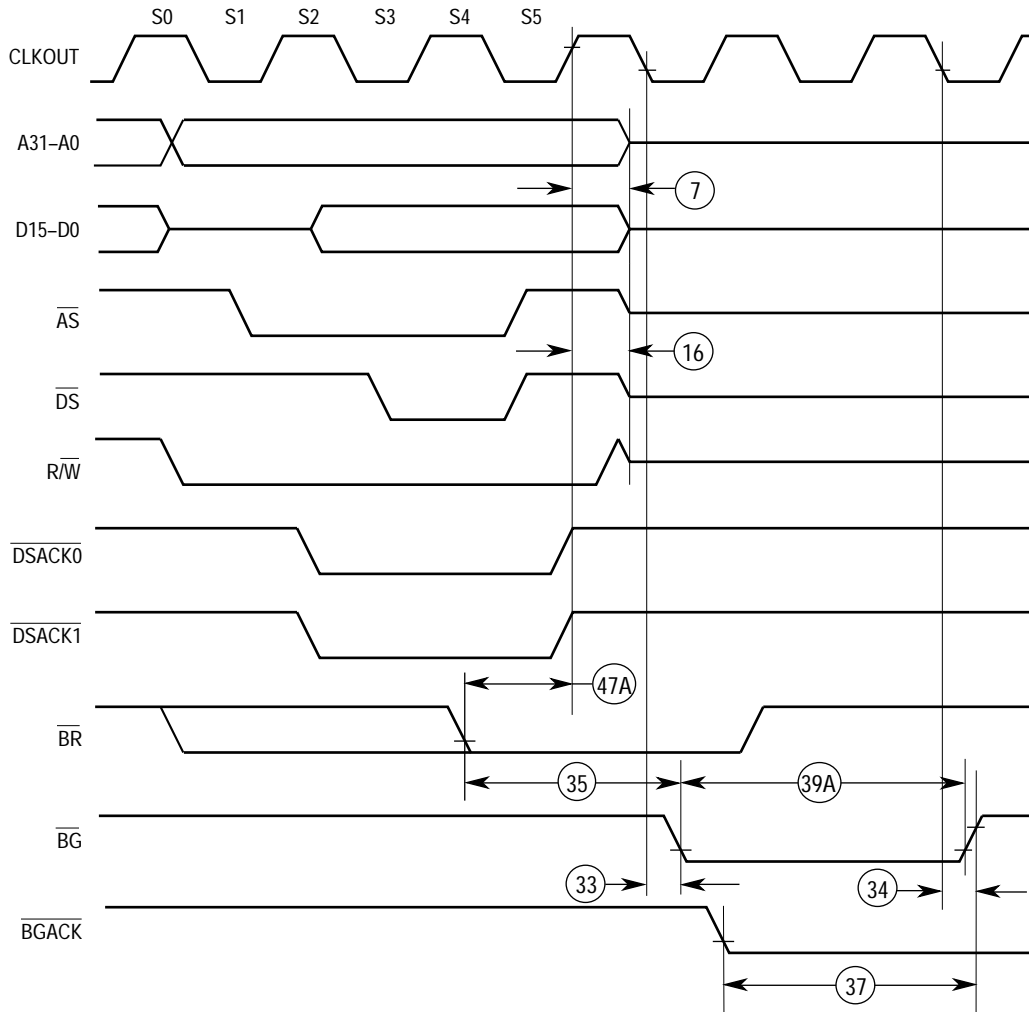 S0 S1 S2 S3 S4 S5
CLKOUT
A31–A0
7
D15–D0
AS
16
DS
R/W
DSACK0
DSACK1
47A
BR
35 39A
BG
33 34
BGACK
37